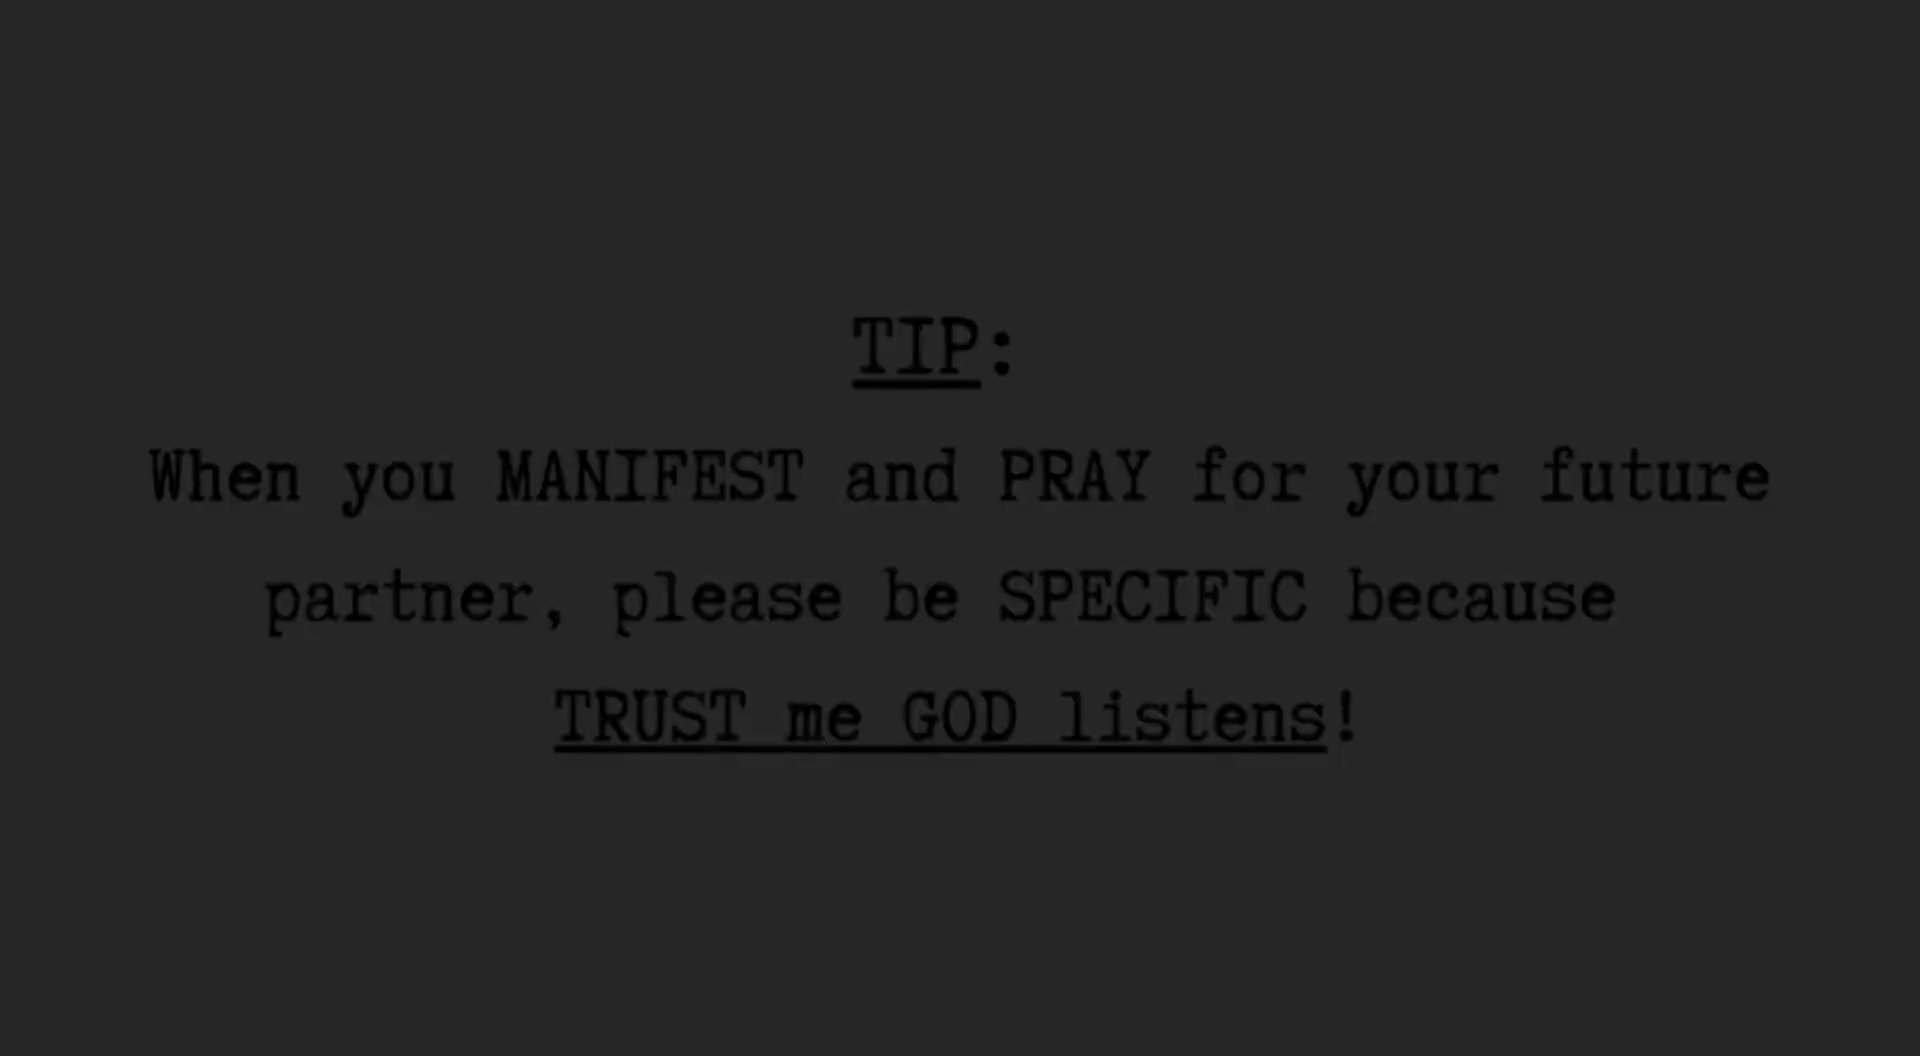 TIP:
When you MANIFEST and PRAY for your future
partner, please be SPECIFIC because
TRUST me GOD listens!